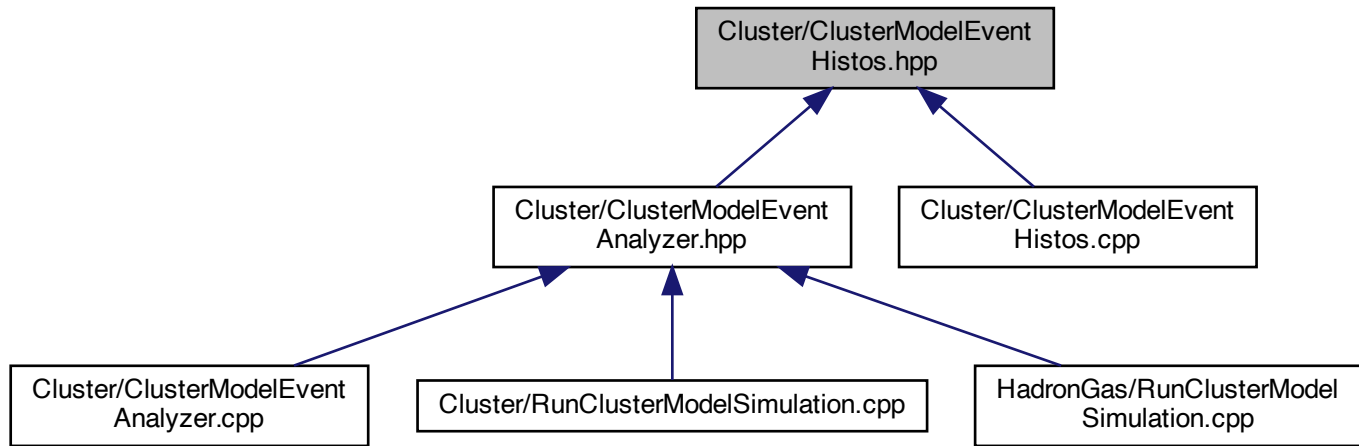 Cluster/ClusterModelEvent
Histos.hpp
Cluster/ClusterModelEvent
Analyzer.hpp
Cluster/ClusterModelEvent
Histos.cpp
Cluster/ClusterModelEvent
Analyzer.cpp
Cluster/RunClusterModelSimulation.cpp
HadronGas/RunClusterModel
Simulation.cpp